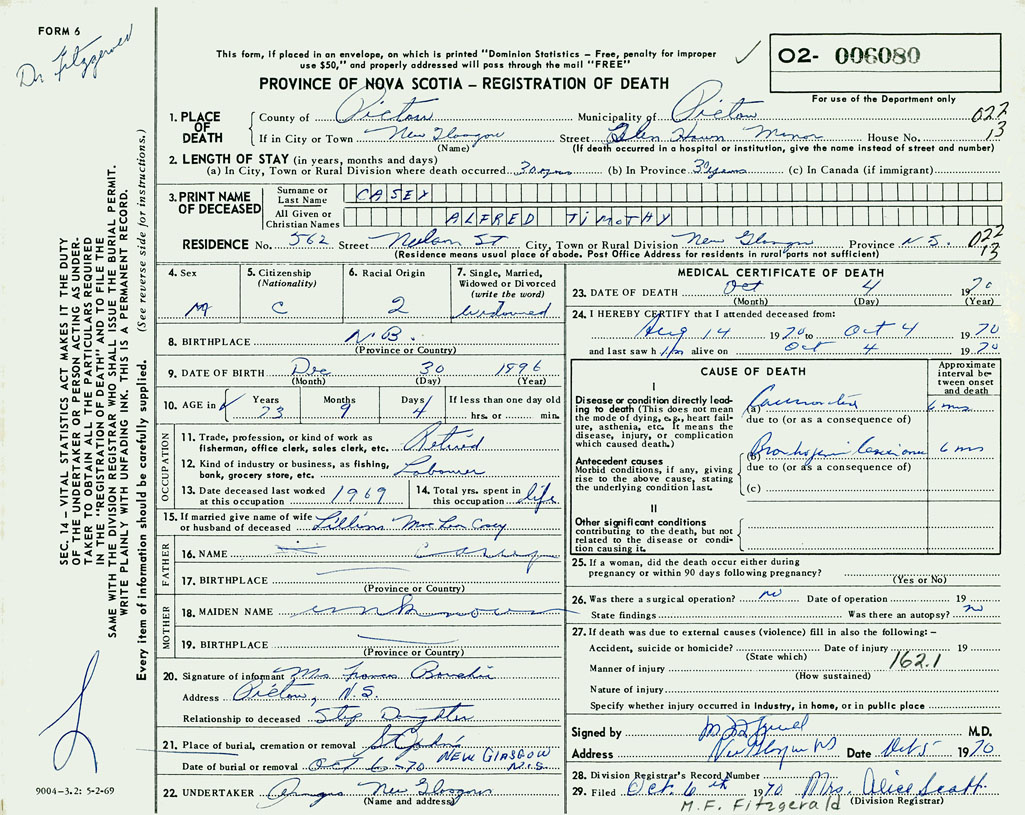 FORM 6
Dr Fitzgerald
This form, if placed in an envelope, on which is printed "Dominion Statistics – Free, penalty for improper
use $50," and properly addressed will pass through the mail "FREE"
02- 006080
For use of the Department only
PROVINCE OF NOVA SCOTIA – REGISTRATION OF DEATH
1. PLACE OF DEATH
County of Pictou Municipality of Pictou 022
If in City or Town New Glasgow Street Glen Haven Manor House No. 13
(Name) (If death occurred in a hospital or institution, give the name instead of street and number)
2. LENGTH OF STAY (in years, months and days)
(a) In City, Town or Rural Division where death occurred 30 yrs (b) In Province 30 years (c) In Canada (if immigrant)
3. PRINT NAME OF DECEASED
Surname or Last Name CASEY
All Given or Christian Names ALFRED TIMOTHY
RESIDENCE No. 562 Street Nelson St City, Town or Rural Division New Glasgow Province N.S. 022
(Residence means usual place of abode. Post Office Address for residents in rural parts not sufficient) 13
4. Sex M
5. Citizenship (Nationality) C
6. Racial Origin 2
7. Single, Married, Widowed or Divorced (write the word) Widowed
8. BIRTHPLACE N.B.
(Province or Country)
9. DATE OF BIRTH Dec 30 1896
(Month) (Day) (Year)
10. AGE in Years 73 Months 9 Days 4 If less than one day old
hrs. or min.
OCCUPATION
11. Trade, profession, or kind of work as
fisherman, office clerk, sales clerk, etc. Retired
12. Kind of industry or business, as fishing,
bank, grocery store, etc. Labourer
13. Date deceased last worked at this occupation 1969
14. Total yrs. spent in this occupation life
15. If married give name of wife
or husband of deceased Lillian MacLean Casey
FATHER
16. NAME Casey
17. BIRTHPLACE
(Province or Country)
MOTHER
18. MAIDEN NAME unknown
19. BIRTHPLACE
(Province or Country)
20. Signature of informant Mrs Frances
Address Pictou, N.S.
Relationship to deceased Step Daughter
21. Place of burial, cremation or removal
NEW GLASGOW N.S.
Date of burial or removal OCT 6-70
22. UNDERTAKER New Glasgow
(Name and address)
MEDICAL CERTIFICATE OF DEATH
23. DATE OF DEATH Oct 4 1970
(Month) (Day) (Year)
24. I HEREBY CERTIFY that I attended deceased from:
Aug 14 1970 to Oct 4 1970
and last saw him alive on Oct 4 1970
CAUSE OF DEATH
Approximate interval between onset and death
I
Disease or condition directly leading to death (This does not mean the mode of dying, e.g., heart failure, asthenia, etc. It means the disease, injury, or complication which caused death.)
(a) 6 ms
due to (or as a consequence of)
Antecedent causes
Morbid conditions, if any, giving rise to the above cause, stating the underlying condition last.
(b) 6 ms
due to (or as a consequence of)
(c)
II
Other significant conditions
contributing to the death, but not related to the disease or condition causing it.
25. If a woman, did the death occur either during
pregnancy or within 90 days following pregnancy?
(Yes or No)
26. Was there a surgical operation? no Date of operation 19
State findings Was there an autopsy? no
27. If death was due to external causes (violence) fill in also the following: –
Accident, suicide or homicide? Date of injury 19
(State which) 162.1
Manner of injury
(How sustained)
Nature of injury
Specify whether injury occurred in industry, in home, or in public place
Signed by M.D.
Address New Glasgow NS Date Oct 5 1970
28. Division Registrar's Record Number
29. Filed Oct. 6th 1970 Mrs. Alice Scott
M.F. Fitzgerald (Division Registrar)
SEC. 14 – VITAL STATISTICS ACT MAKES IT THE DUTY
OF THE UNDERTAKER OR PERSON ACTING AS UNDER-
TAKER TO OBTAIN ALL THE PARTICULARS REQUIRED
IN THE "REGISTRATION OF DEATH" AND TO FILE THE
SAME WITH THE DIVISION REGISTRAR WHO SHALL ISSUE THE BURIAL PERMIT.
WRITE PLAINLY WITH UNFADING INK. THIS IS A PERMANENT RECORD.
Every item of information should be carefully supplied. (See reverse side for instructions.)
9004-3.2: 5-2-69